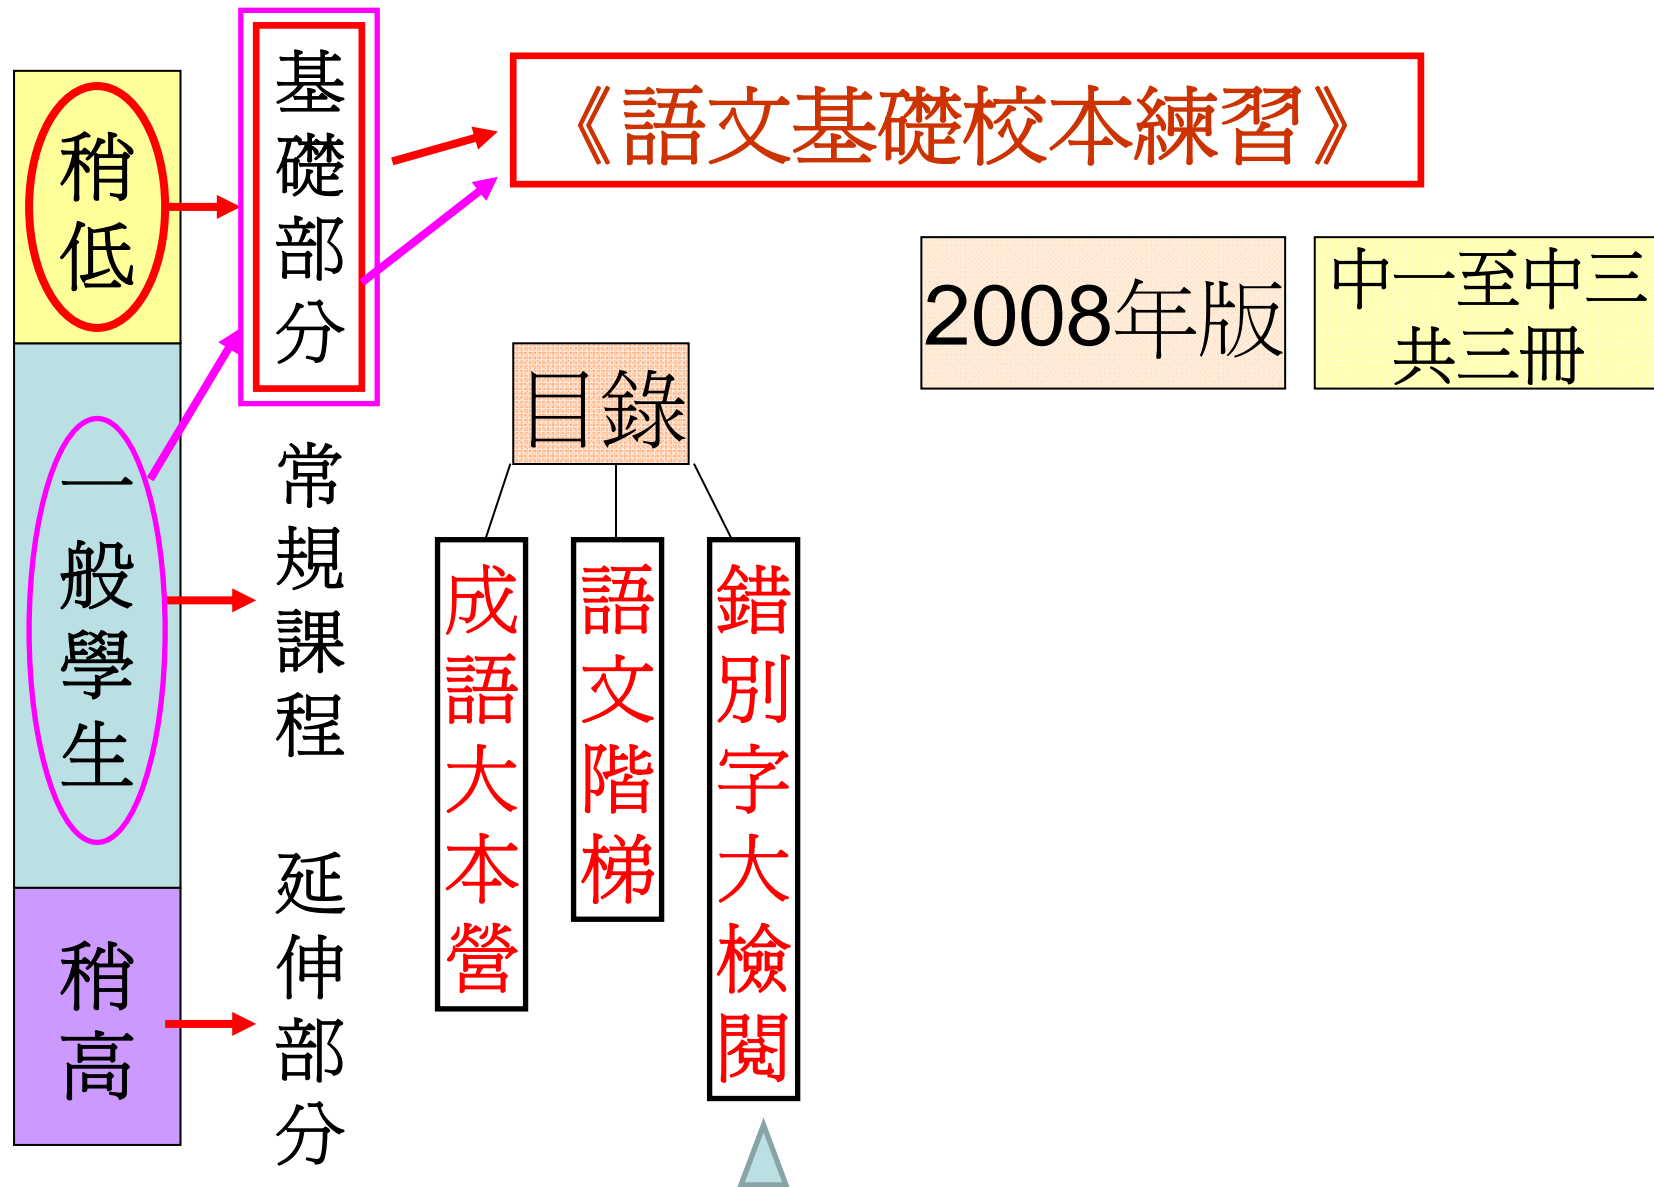 稍低
一般學生
稍高
基礎部分
常規課程
延伸部分
《語文基礎校本練習》
2008年版
中一至中三
共三冊
目錄
成語大本營
語文階梯
錯別字大檢閱